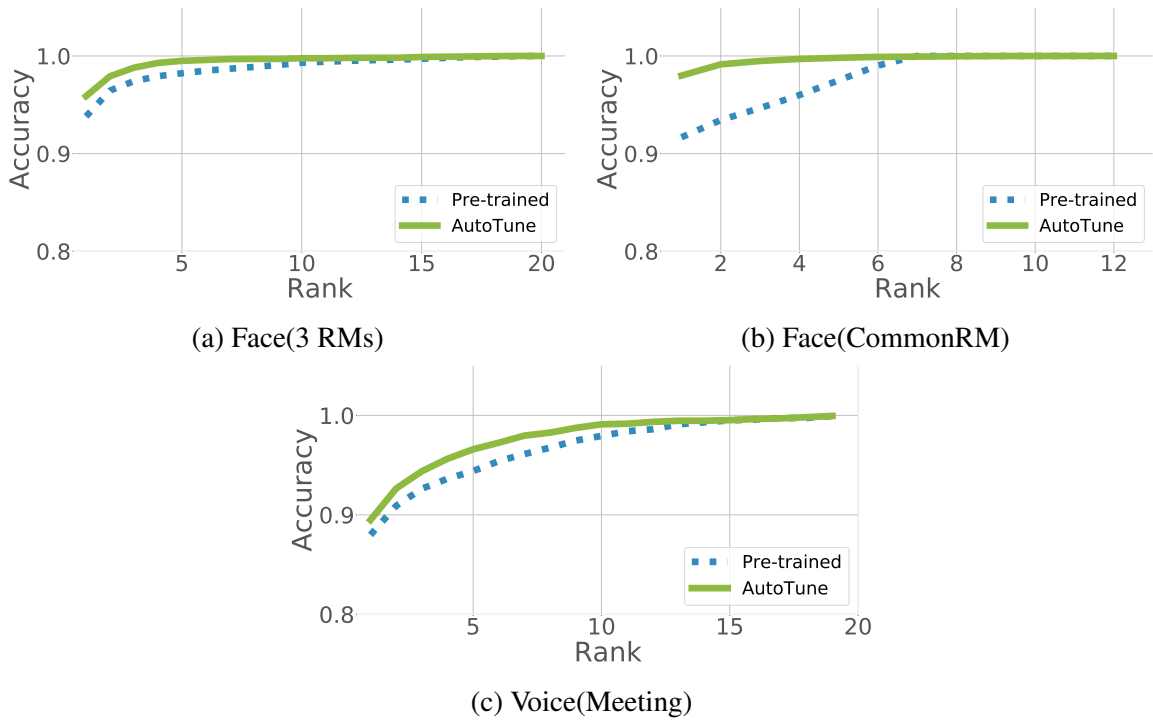 1.0
0.9
0.8
Accuracy
5 10 15 20
Rank
Pre-trained
AutoTune
(a) Face(3 RMs)
1.0
0.9
0.8
Accuracy
2 4 6 8 10 12
Rank
Pre-trained
AutoTune
(b) Face(CommonRM)
1.0
0.9
0.8
Accuracy
5 10 15 20
Rank
Pre-trained
AutoTune
(c) Voice(Meeting)